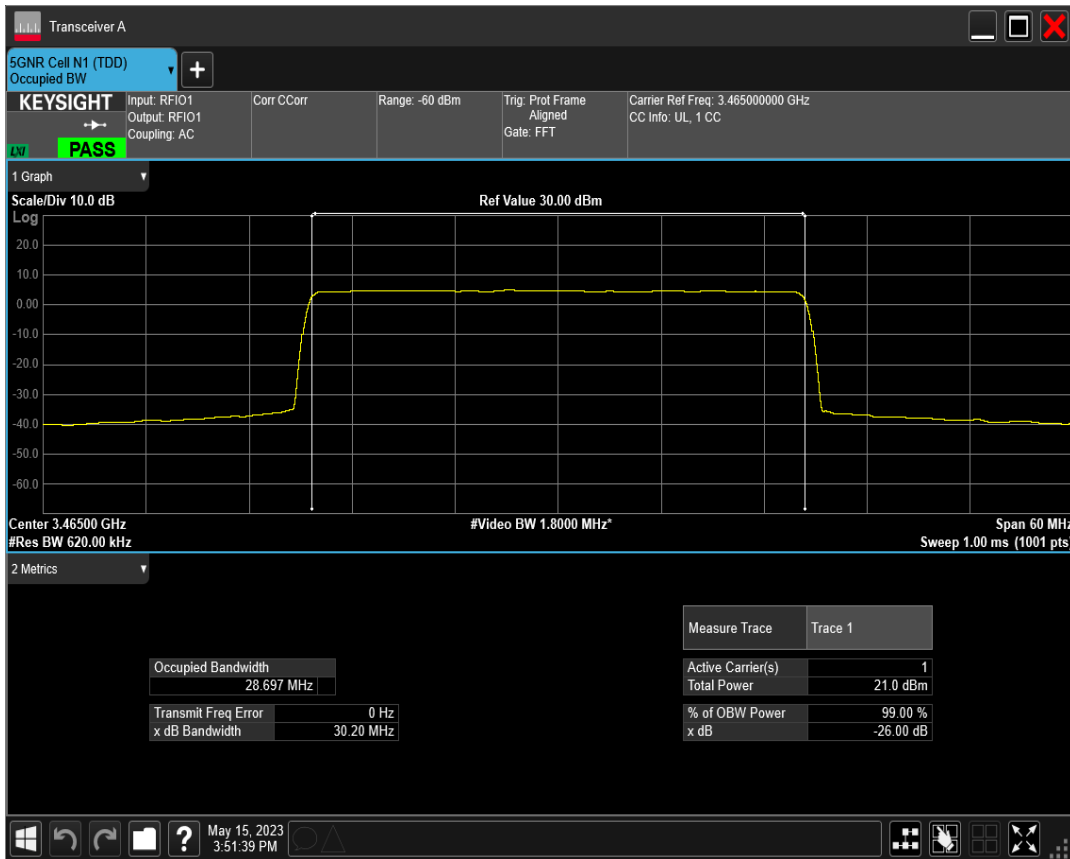 Transceiver A
5GNR Cell N1 (TDD)
Occupied BW
+
KEYSIGHT
LXI
PASS
Input: RFIO1
Output: RFIO1
Coupling: AC
Corr CCorr
Range: -60 dBm
Trig: Prot Frame
Aligned
Gate: FFT
Carrier Ref Freq: 3.465000000 GHz
CC Info: UL, 1 CC
1 Graph
Scale/Div 10.0 dB
Ref Value 30.00 dBm
Log
20.0
10.0
0.00
-10.0
-20.0
-30.0
-40.0
-50.0
-60.0
Center 3.46500 GHz
#Video BW 1.8000 MHz*
Span 60 MHz
#Res BW 620.00 kHz
Sweep 1.00 ms (1001 pts)
2 Metrics
Measure Trace Trace 1
Occupied Bandwidth
28.697 MHz
Transmit Freq Error 0 Hz
x dB Bandwidth 30.20 MHz
Active Carrier(s) 1
Total Power 21.0 dBm
% of OBW Power 99.00 %
x dB -26.00 dB
?
May 15, 2023
3:51:39 PM